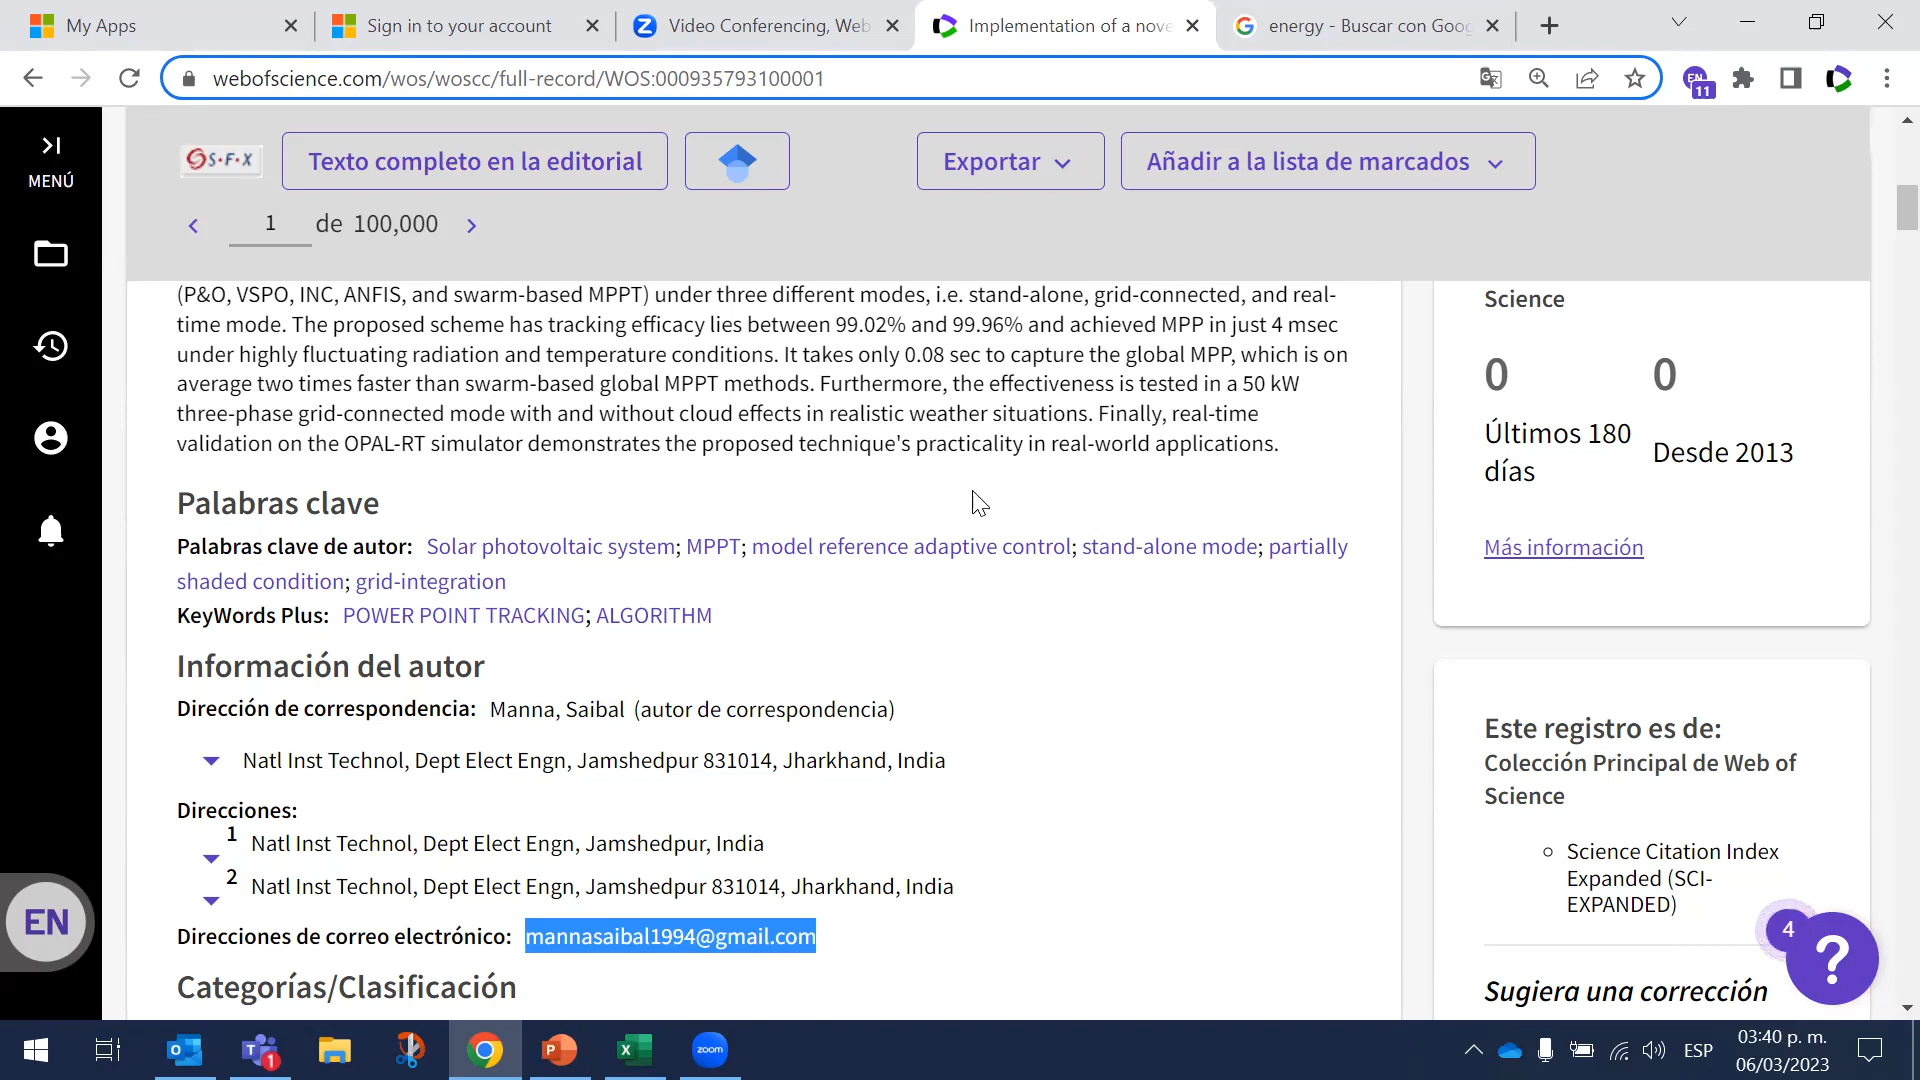 My Apps
Sign in to your account
Video Conferencing, Web
Implementation of a nove
energy - Buscar con Goog
webofscience.com/wos/woscc/full-record/WOS:000935793100001
EN
11
MENÚ
S·F·X
Texto completo en la editorial
Exportar
Añadir a la lista de marcados
1 de 100,000
(P&O, VSPO, INC, ANFIS, and swarm-based MPPT) under three different modes, i.e. stand-alone, grid-connected, and real-
time mode. The proposed scheme has tracking efficacy lies between 99.02% and 99.96% and achieved MPP in just 4 msec
under highly fluctuating radiation and temperature conditions. It takes only 0.08 sec to capture the global MPP, which is on
average two times faster than swarm-based global MPPT methods. Furthermore, the effectiveness is tested in a 50 kW
three-phase grid-connected mode with and without cloud effects in realistic weather situations. Finally, real-time
validation on the OPAL-RT simulator demonstrates the proposed technique's practicality in real-world applications.
Palabras clave
Palabras clave de autor: Solar photovoltaic system; MPPT; model reference adaptive control; stand-alone mode; partially
shaded condition; grid-integration
KeyWords Plus: POWER POINT TRACKING; ALGORITHM
Información del autor
Dirección de correspondencia: Manna, Saibal (autor de correspondencia)
Natl Inst Technol, Dept Elect Engn, Jamshedpur 831014, Jharkhand, India
Direcciones:
1 Natl Inst Technol, Dept Elect Engn, Jamshedpur, India
2 Natl Inst Technol, Dept Elect Engn, Jamshedpur 831014, Jharkhand, India
Direcciones de correo electrónico: mannasaibal1994@gmail.com
Categorías/Clasificación
Science
0 0
Últimos 180
días
Desde 2013
Más información
Este registro es de:
Colección Principal de Web of
Science
Science Citation Index
Expanded (SCI-
EXPANDED)
Sugiera una corrección
4
?
EN
1
zoom
ESP
03:40 p. m.
06/03/2023